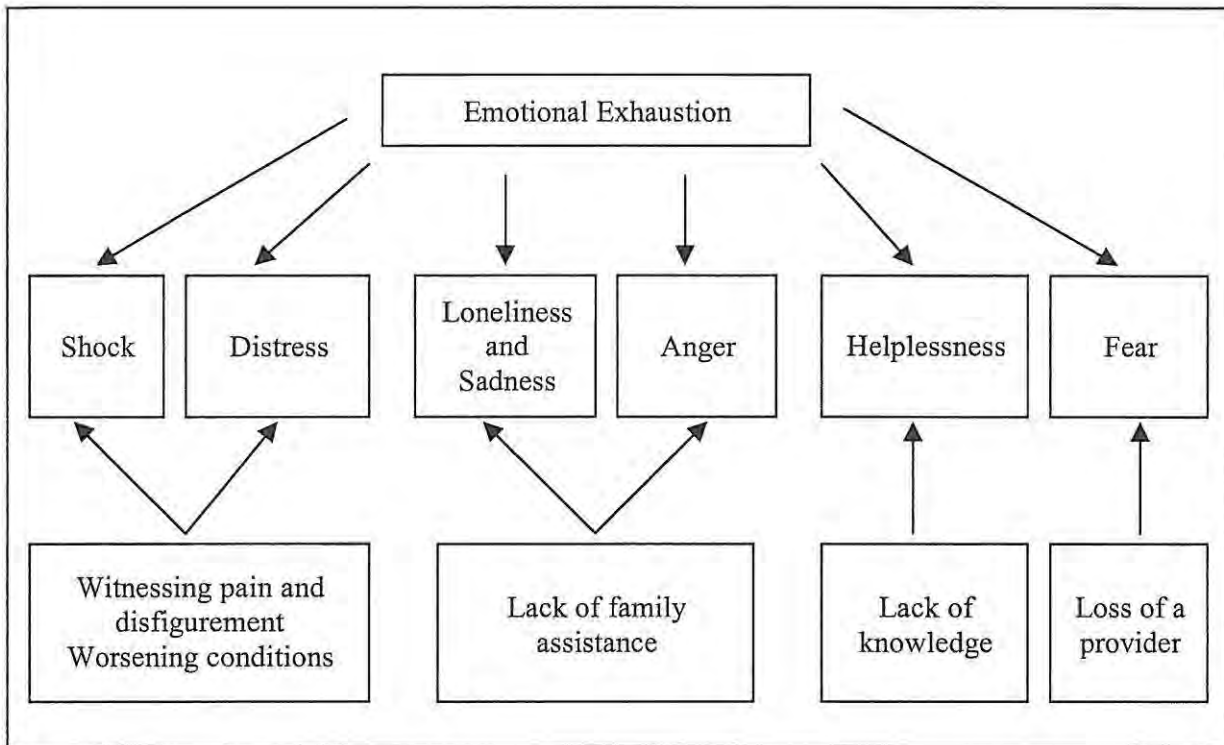 Emotional Exhaustion
Shock
Distress
Loneliness
and
Sadness
Anger
Helplessness
Fear
Witnessing pain and
disfigurement
Worsening conditions
Lack of family
assistance
Lack of
knowledge
Loss of a
provider